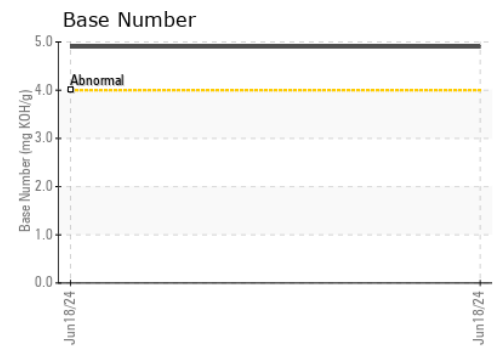 Base Number
Base Number (mg KOH/g)
5.0
Abnormal
4.0
3.0
2.0
1.0
0.0
Jun18/24
Jun18/24